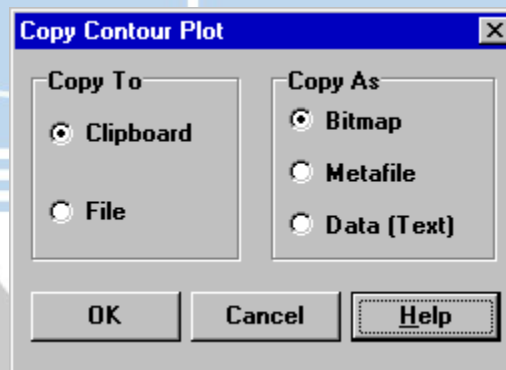 Copy Contour Plot
Copy To
Clipboard
File
Copy As
Bitmap
Metafile
Data (Text)
OK
Cancel
Help